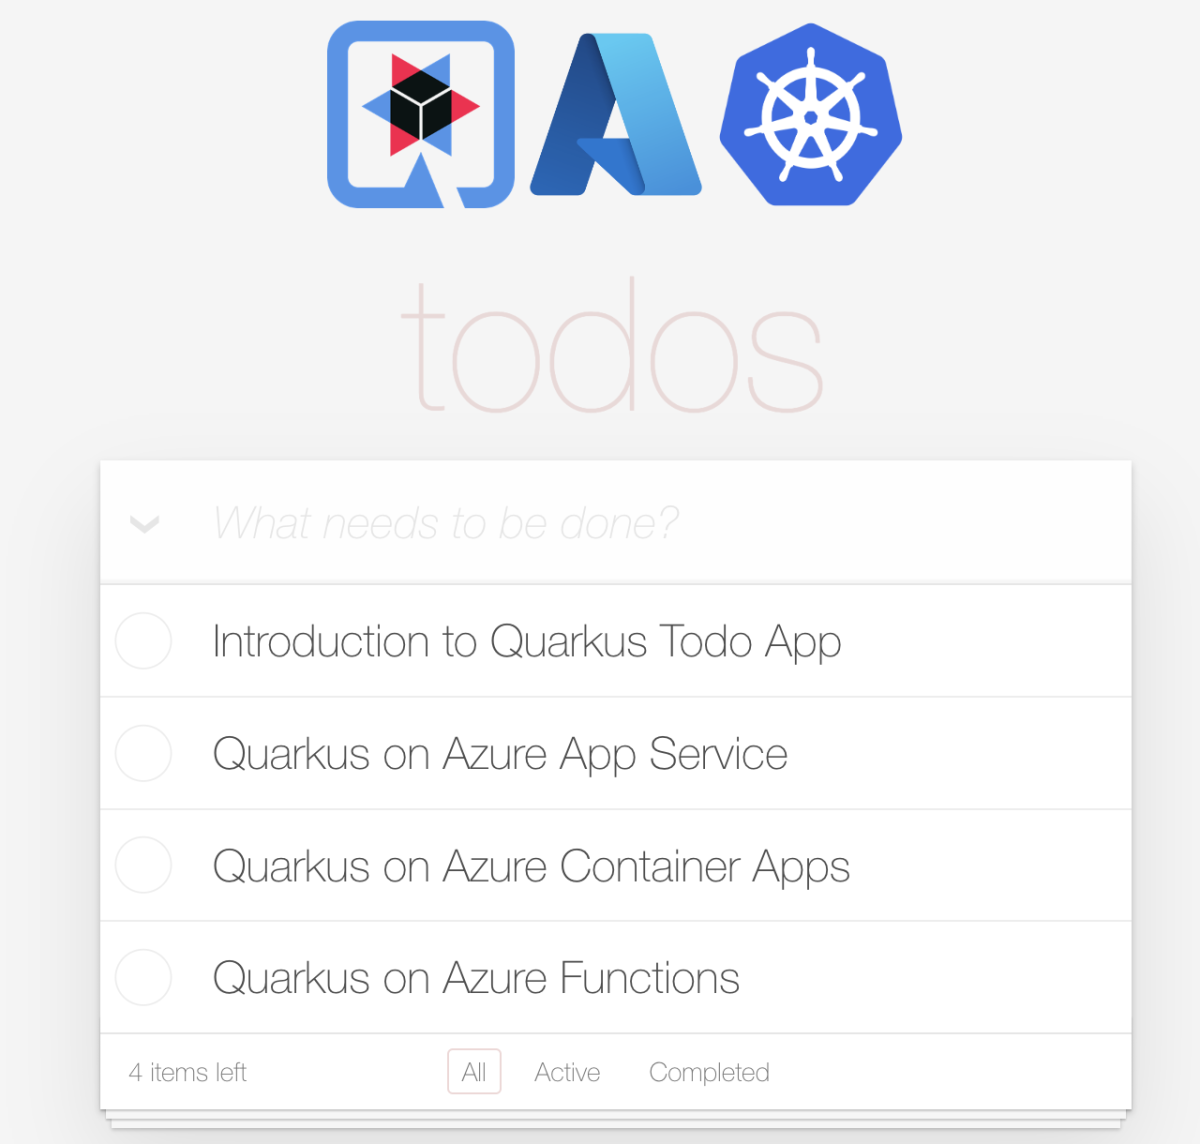 todos
What needs to be done?
Introduction to Quarkus Todo App
Quarkus on Azure App Service
Quarkus on Azure Container Apps
Quarkus on Azure Functions
4 items left All Active Completed